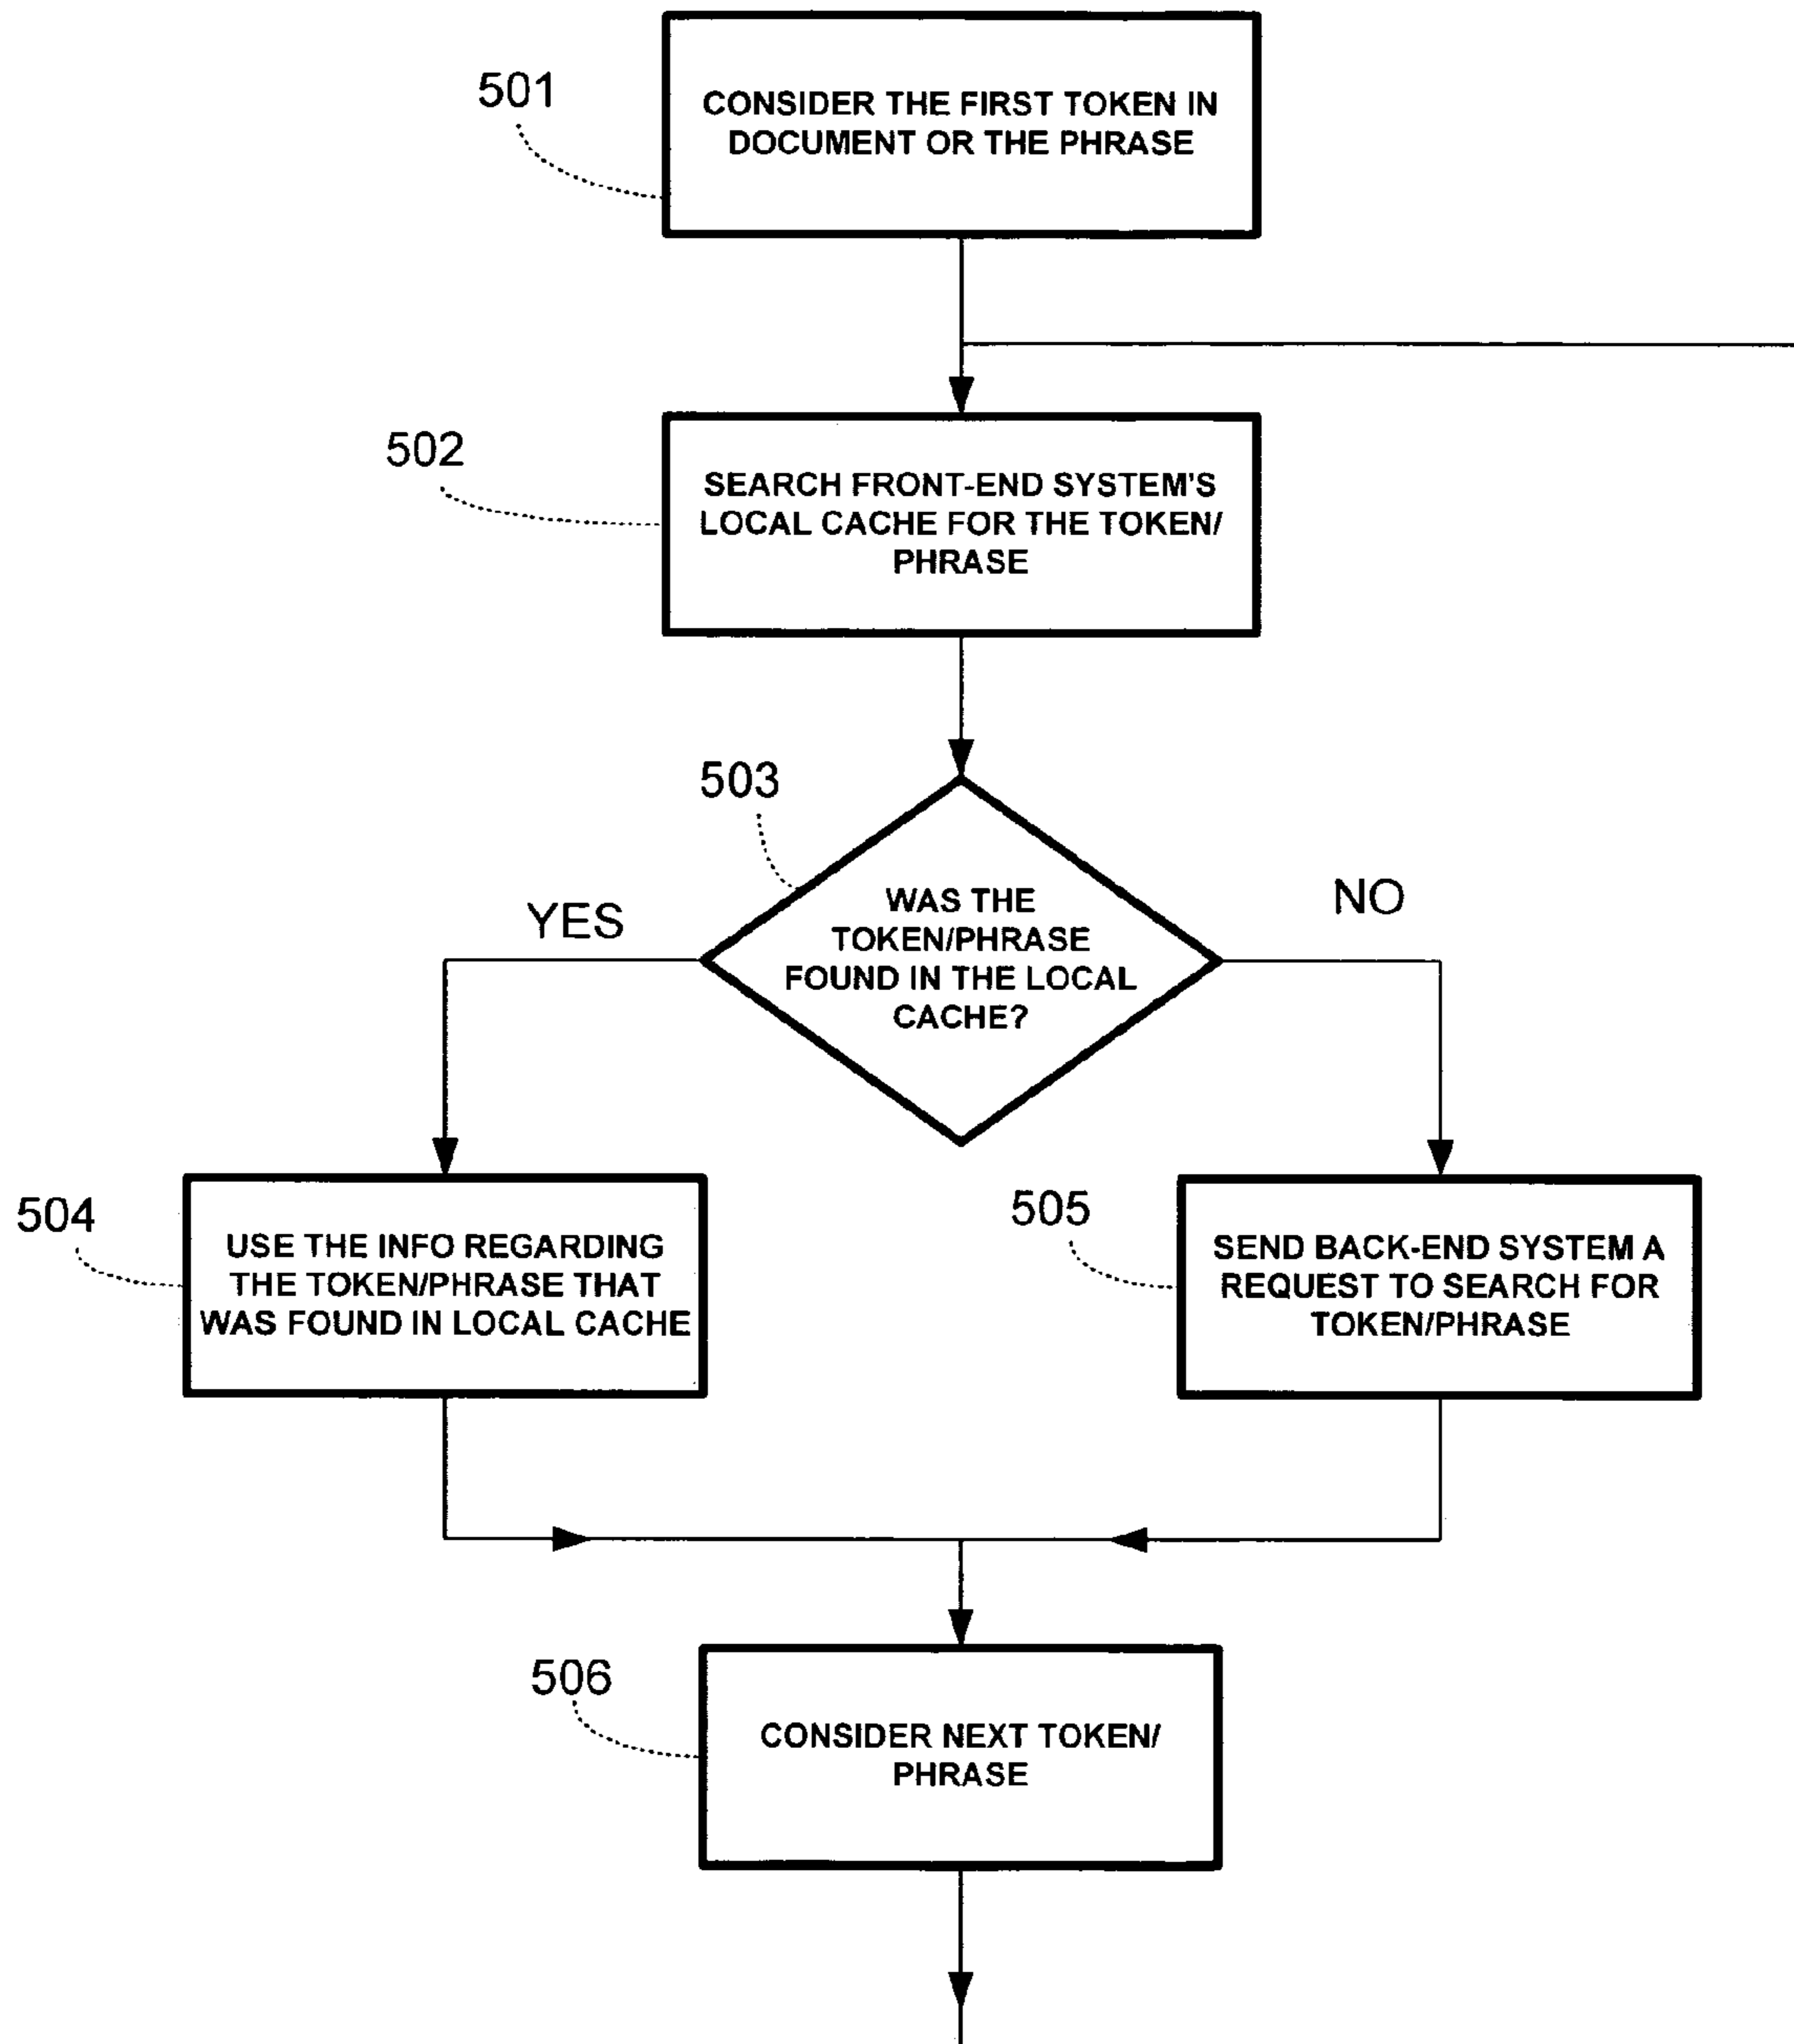 501
CONSIDER THE FIRST TOKEN IN
DOCUMENT OR THE PHRASE
502
SEARCH FRONT-END SYSTEM'S
LOCAL CACHE FOR THE TOKEN/
PHRASE
503
WAS THE
TOKEN/PHRASE
FOUND IN THE LOCAL
CACHE?
YES
NO
504
USE THE INFO REGARDING
THE TOKEN/PHRASE THAT
WAS FOUND IN LOCAL CACHE
505
SEND BACK-END SYSTEM A
REQUEST TO SEARCH FOR
TOKEN/PHRASE
506
CONSIDER NEXT TOKEN/
PHRASE